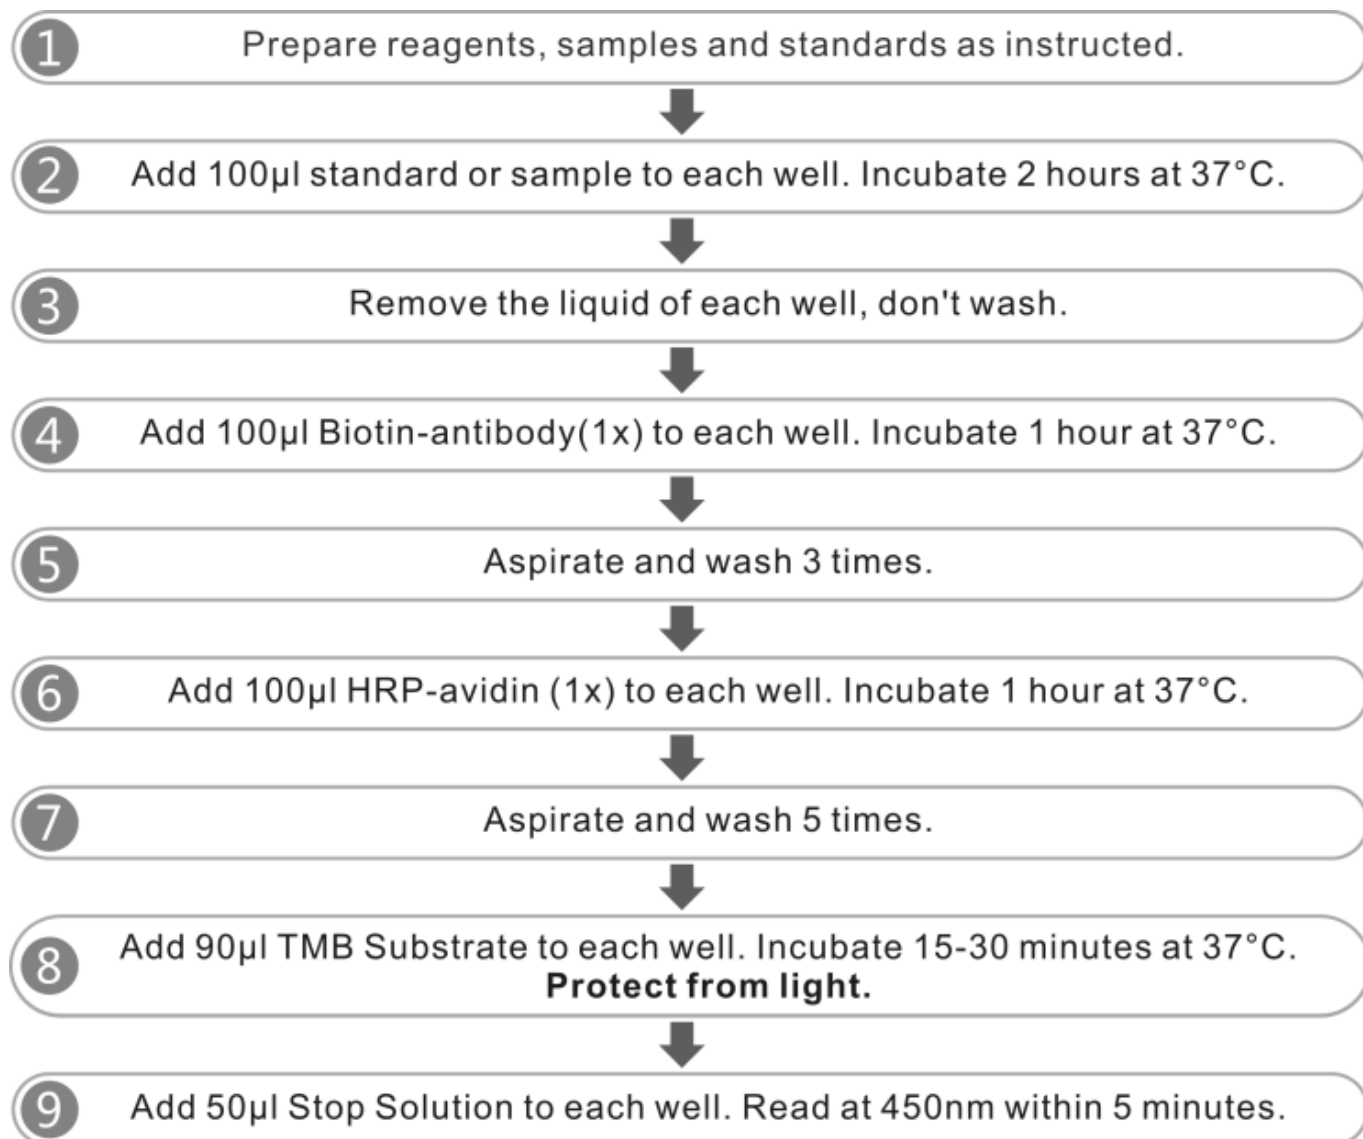 1 Prepare reagents, samples and standards as instructed.
2 Add 100μl standard or sample to each well. Incubate 2 hours at 37°C.
3 Remove the liquid of each well, don't wash.
4 Add 100μl Biotin-antibody(1x) to each well. Incubate 1 hour at 37°C.
5 Aspirate and wash 3 times.
6 Add 100μl HRP-avidin (1x) to each well. Incubate 1 hour at 37°C.
7 Aspirate and wash 5 times.
8 Add 90μl TMB Substrate to each well. Incubate 15-30 minutes at 37°C.
Protect from light.
9 Add 50μl Stop Solution to each well. Read at 450nm within 5 minutes.